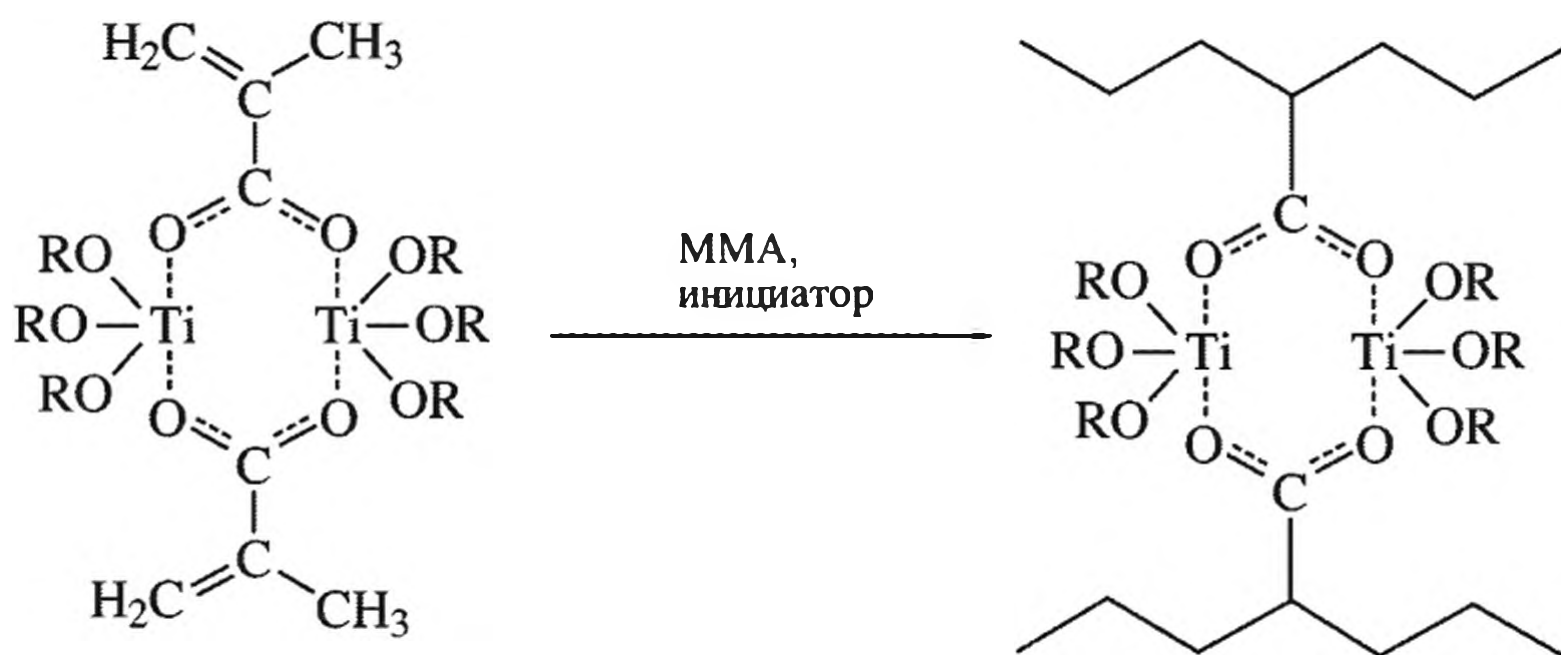 H₂C CH₃
C
C
O O
RO OR
RO Ti Ti OR
RO OR
O O
C
C
H₂C CH₃
ММА,
инициатор
C
O O
RO OR
RO Ti Ti OR
RO OR
O O
C